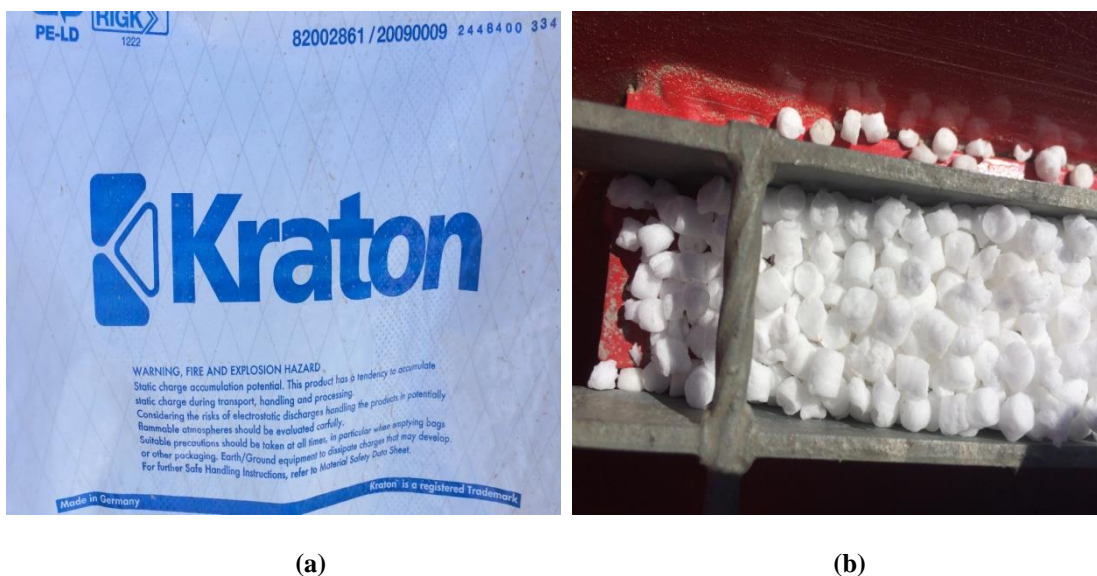 PE-LD
RIGK
1222
82002861 / 20090009 2448400 334
Kraton
WARNING, FIRE AND EXPLOSION HAZARD
Static charge accumulation potential. This product has a tendency to accumulate
static charge during transport, handling and processing.
Considering the risks of electrostatic discharges handling the products in potentially
flammable atmospheres should be evaluated carfully.
Suitable precautions should be taken at all times, in particular when emptying bags
or other packaging. Earth/Ground equipment to dissipate charges that may develop.
For further Safe Handling Instructions, refer to Material Safety Data Sheet.
Made in Germany
Kraton™ is a registered Trademark
(a)
(b)